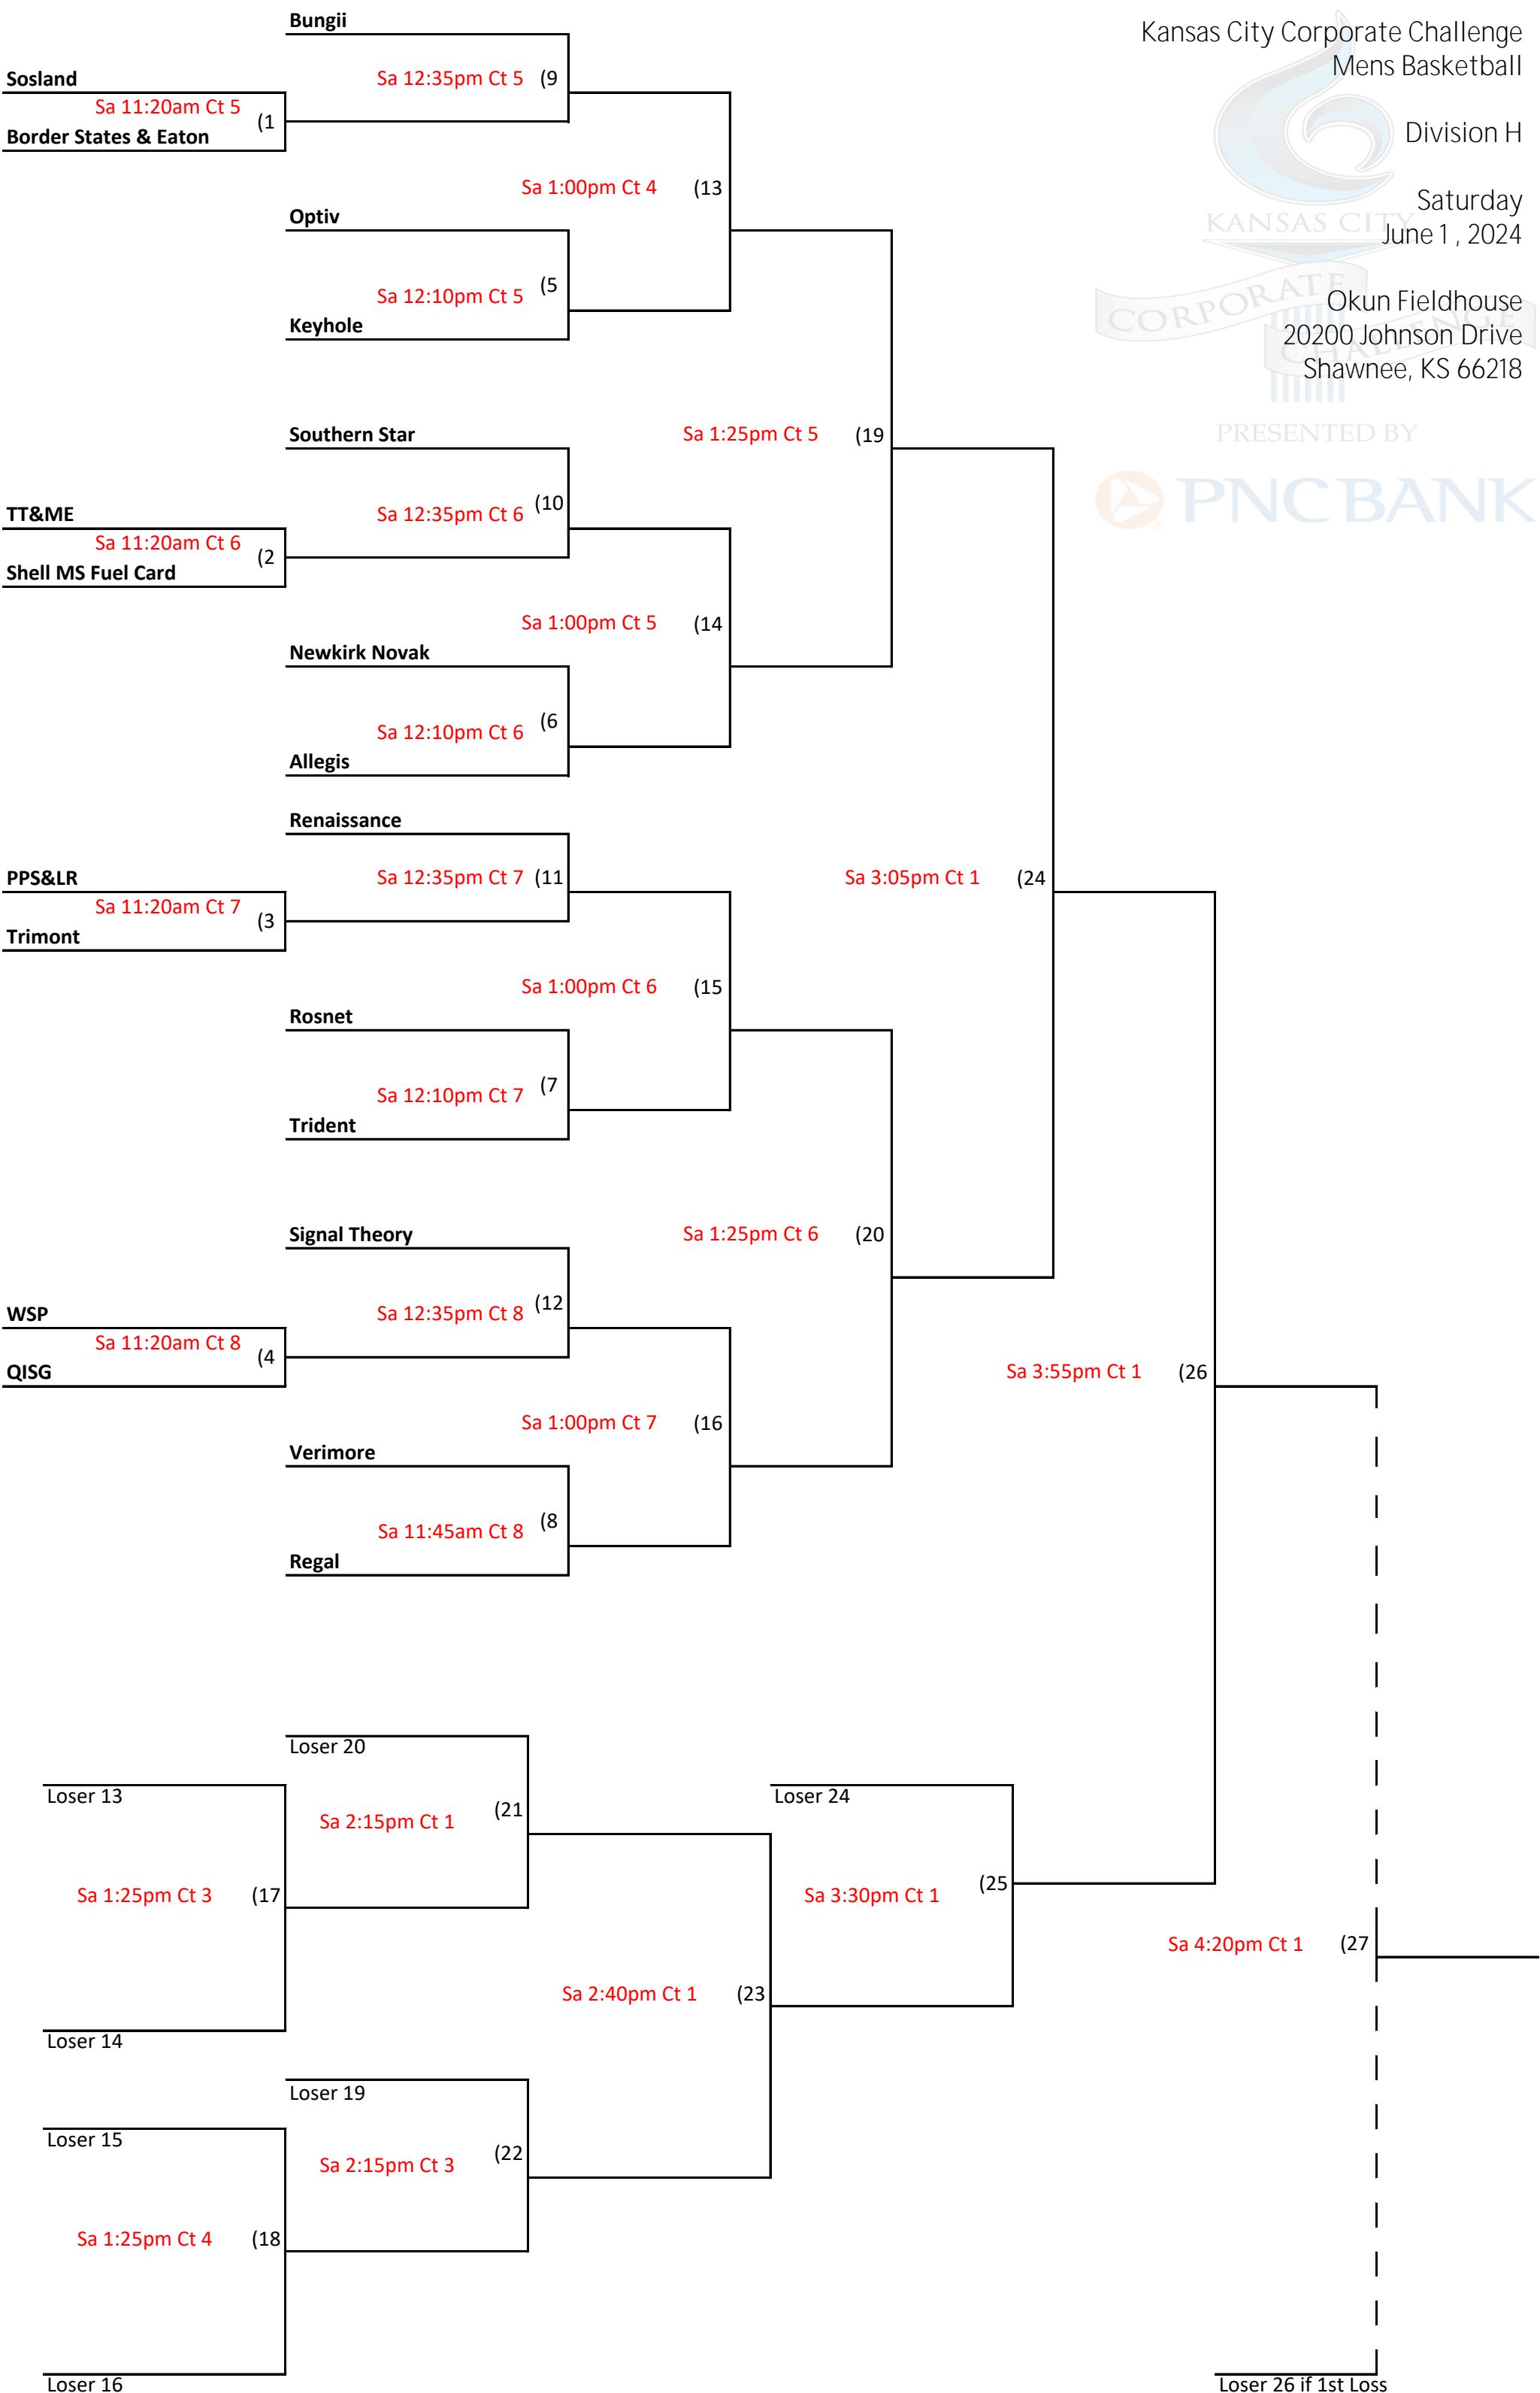 Kansas City Corporate Challenge
Mens Basketball
Division H
Saturday
June 1 , 2024
Okun Fieldhouse
20200 Johnson Drive
Shawnee, KS 66218
KANSAS CITY
CORPORATE
CHALLENGE
PRESENTED BY
PNC BANK
Bungii
Sosland
Sa 12:35pm Ct 5 (9
Sa 11:20am Ct 5 (1
Border States & Eaton
Sa 1:00pm Ct 4 (13
Optiv
Sa 12:10pm Ct 5 (5
Keyhole
Southern Star
Sa 1:25pm Ct 5 (19
TT&ME
Sa 12:35pm Ct 6 (10
Sa 11:20am Ct 6 (2
Shell MS Fuel Card
Sa 1:00pm Ct 5 (14
Newkirk Novak
Sa 12:10pm Ct 6 (6
Allegis
Renaissance
PPS&LR
Sa 12:35pm Ct 7 (11
Sa 3:05pm Ct 1 (24
Sa 11:20am Ct 7 (3
Trimont
Sa 1:00pm Ct 6 (15
Rosnet
Sa 12:10pm Ct 7 (7
Trident
Signal Theory
Sa 1:25pm Ct 6 (20
WSP
Sa 12:35pm Ct 8 (12
Sa 11:20am Ct 8 (4
QISG
Sa 3:55pm Ct 1 (26
Sa 1:00pm Ct 7 (16
Verimore
Sa 11:45am Ct 8 (8
Regal
Loser 20
Loser 13
Loser 24
Sa 2:15pm Ct 1 (21
Sa 1:25pm Ct 3 (17
Sa 3:30pm Ct 1 (25
Sa 4:20pm Ct 1 (27
Sa 2:40pm Ct 1 (23
Loser 14
Loser 19
Loser 15
Sa 2:15pm Ct 3 (22
Sa 1:25pm Ct 4 (18
Loser 16
Loser 26 if 1st Loss